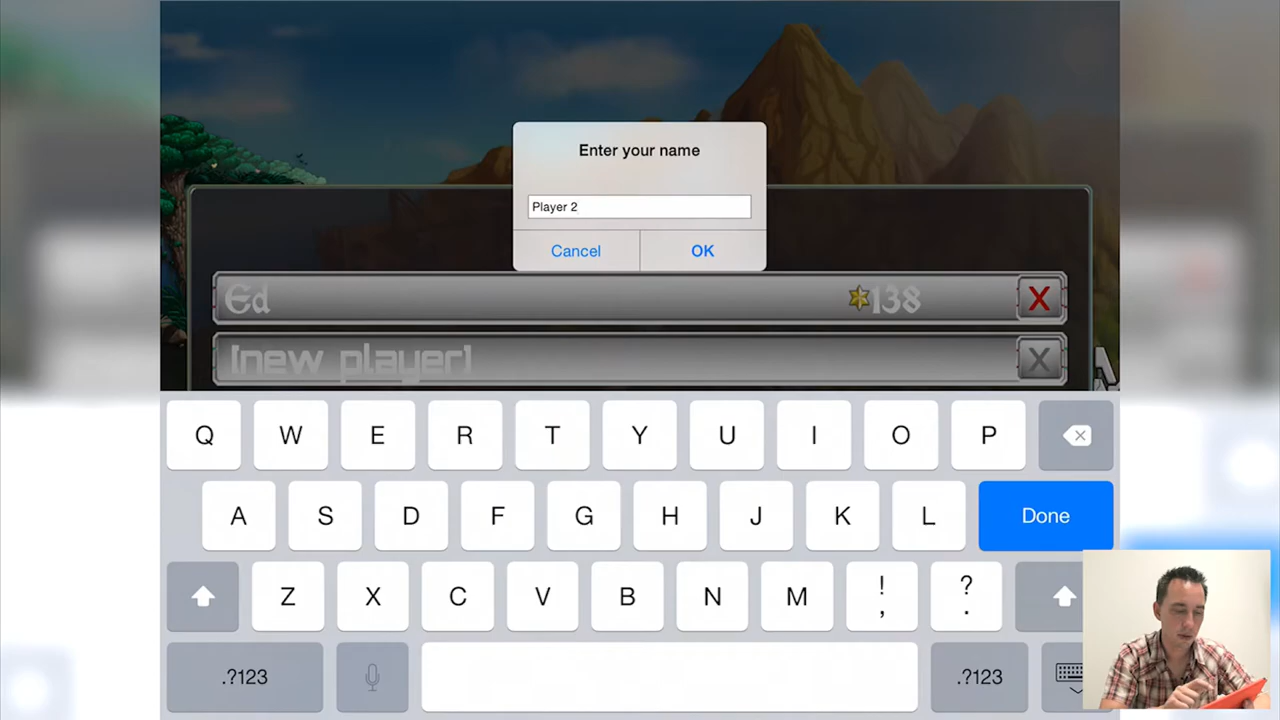 Enter your name
Player 2
Cancel OK
Ed 138 X
[new player] X
Q W E R T Y U I O P
A S D F G H J K L Done
Z X C V B N M ! , ? .
.?123 .?123